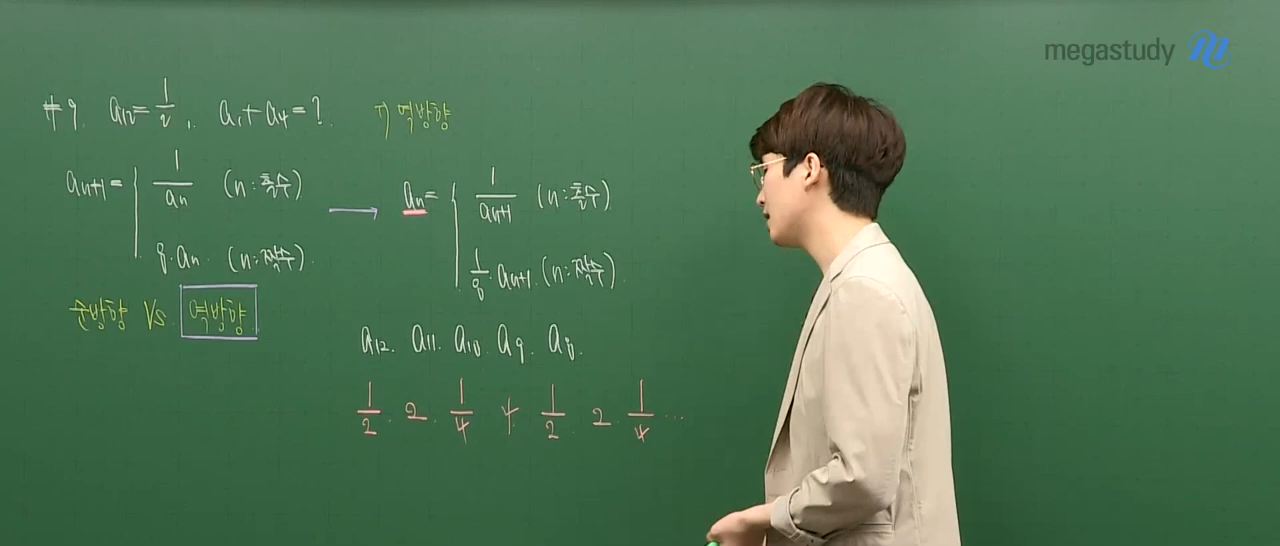 megastudy
#9. a₁₂=1/2, a₁+a₄=? ㄱ) 역방향
aₙ₊₁= { 1/aₙ (n:홀수)
8·aₙ (n:짝수).
→ aₙ= { 1/aₙ₊₁ (n:홀수)
1/8·aₙ₊₁ (n:짝수)
순방향 VS 역방향
a₁₂. a₁₁. a₁₀. a₉. a₈.
1/2. 2. 1/4 4 1/2. 2. 1/4 ...